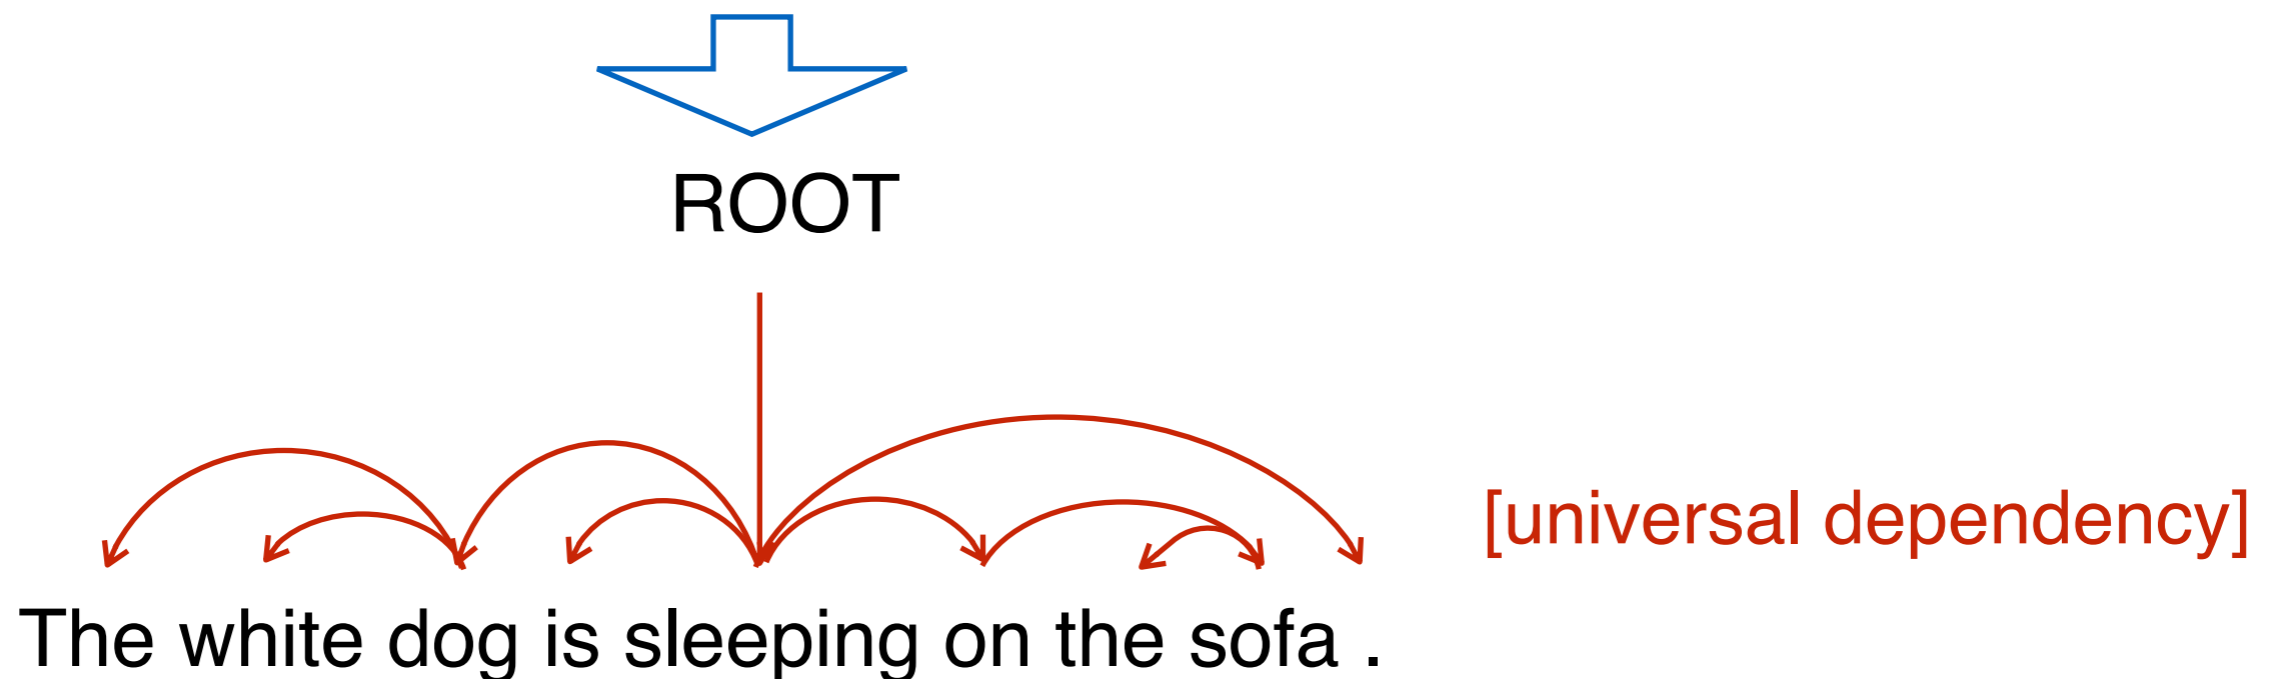 ROOT
[universal dependency]
The white dog is sleeping on the sofa .